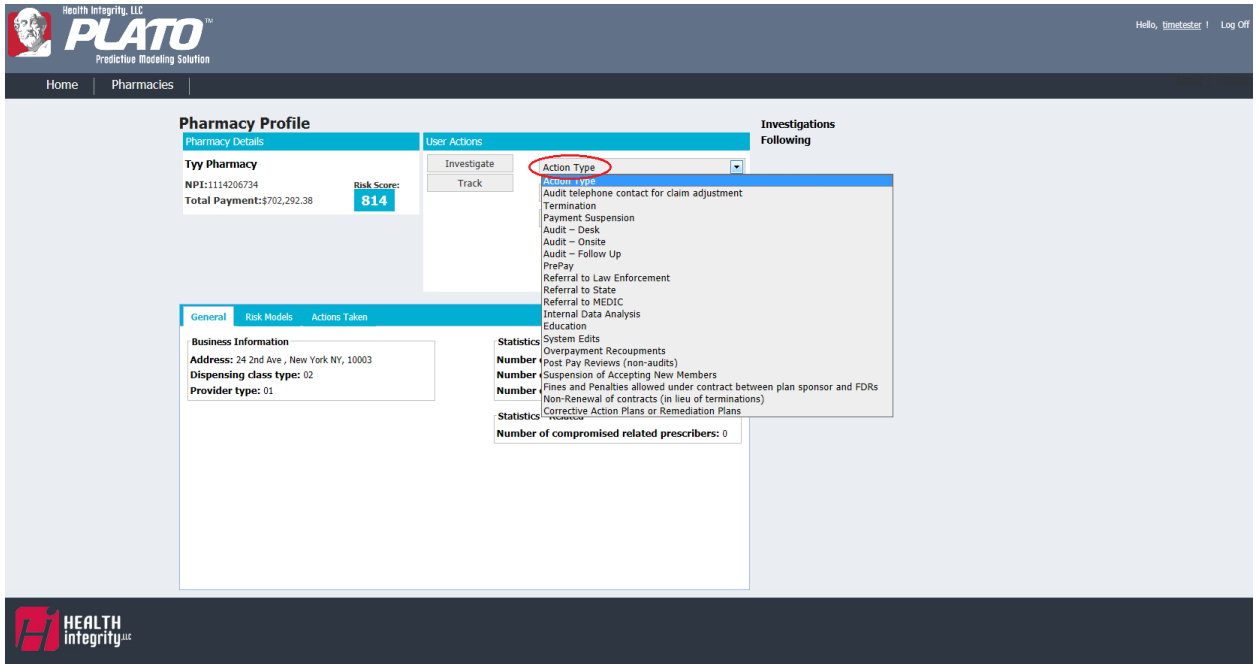 Health Integrity, LLC
PLATO™
Predictive Modeling Solution
Hello, timetester ! Log Off
Home Pharmacies
Pharmacy Profile
Pharmacy Details
Tyy Pharmacy
NPI:1114206734
Risk Score:
Total Payment:$702,292.38
814
User Actions
Investigate
Track
Action Type
Action Type
Audit telephone contact for claim adjustment
Termination
Payment Suspension
Audit – Desk
Audit – Onsite
Audit – Follow Up
PrePay
Referral to Law Enforcement
Referral to State
Referral to MEDIC
Internal Data Analysis
Education
System Edits
Overpayment Recoupments
Post Pay Reviews (non-audits)
Suspension of Accepting New Members
Fines and Penalties allowed under contract between plan sponsor and FDRs
Non-Renewal of contracts (in lieu of terminations)
Corrective Action Plans or Remediation Plans
Investigations
Following
General Risk Models Actions Taken
Business Information
Address: 24 2nd Ave , New York NY, 10003
Dispensing class type: 02
Provider type: 01
Statistics
Number
Number
Number
Statistics - Related
Number of compromised related prescribers: 0
HEALTH
integrity LLC